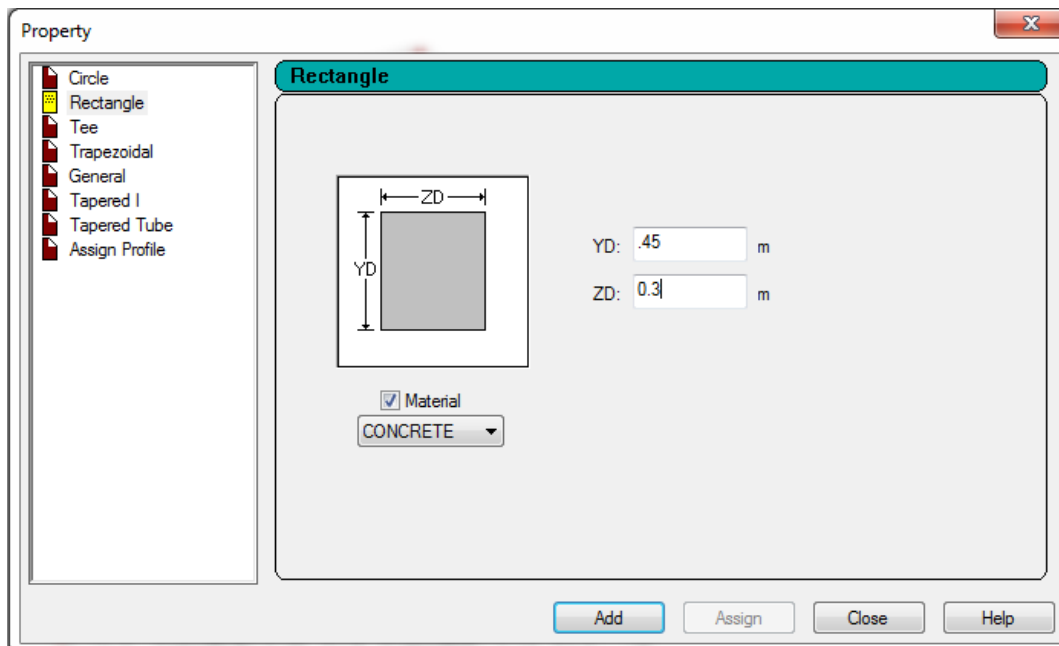 Property
X
Circle
Rectangle
Tee
Trapezoidal
General
Tapered I
Tapered Tube
Assign Profile
Rectangle
ZD
YD
YD: .45 m
ZD: 0.3 m
Material
CONCRETE
Add Assign Close Help